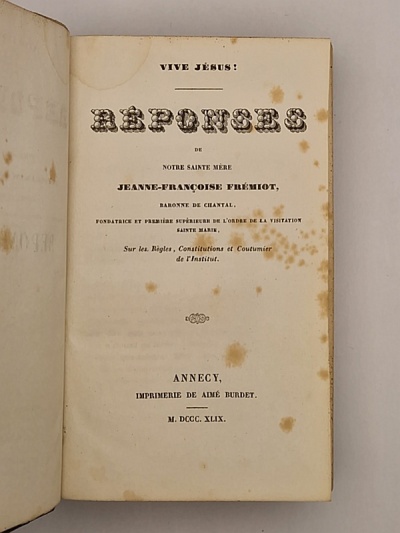 VIVE JÉSUS!
RÉPONSES
DE
NOTRE SAINTE MÈRE
JEANNE-FRANÇOISE FRÉMIOT,
BARONNE DE CHANTAL,
FONDATRICE ET PREMIÈRE SUPÉRIEURE DE L'ORDRE DE LA VISITATION
SAINTE MARIE,
Sur les Règles, Constitutions et Coutumier
de l'Institut.
ANNECY,
IMPRIMERIE DE AIMÉ BURDET.
M. DCCC. XLIX.